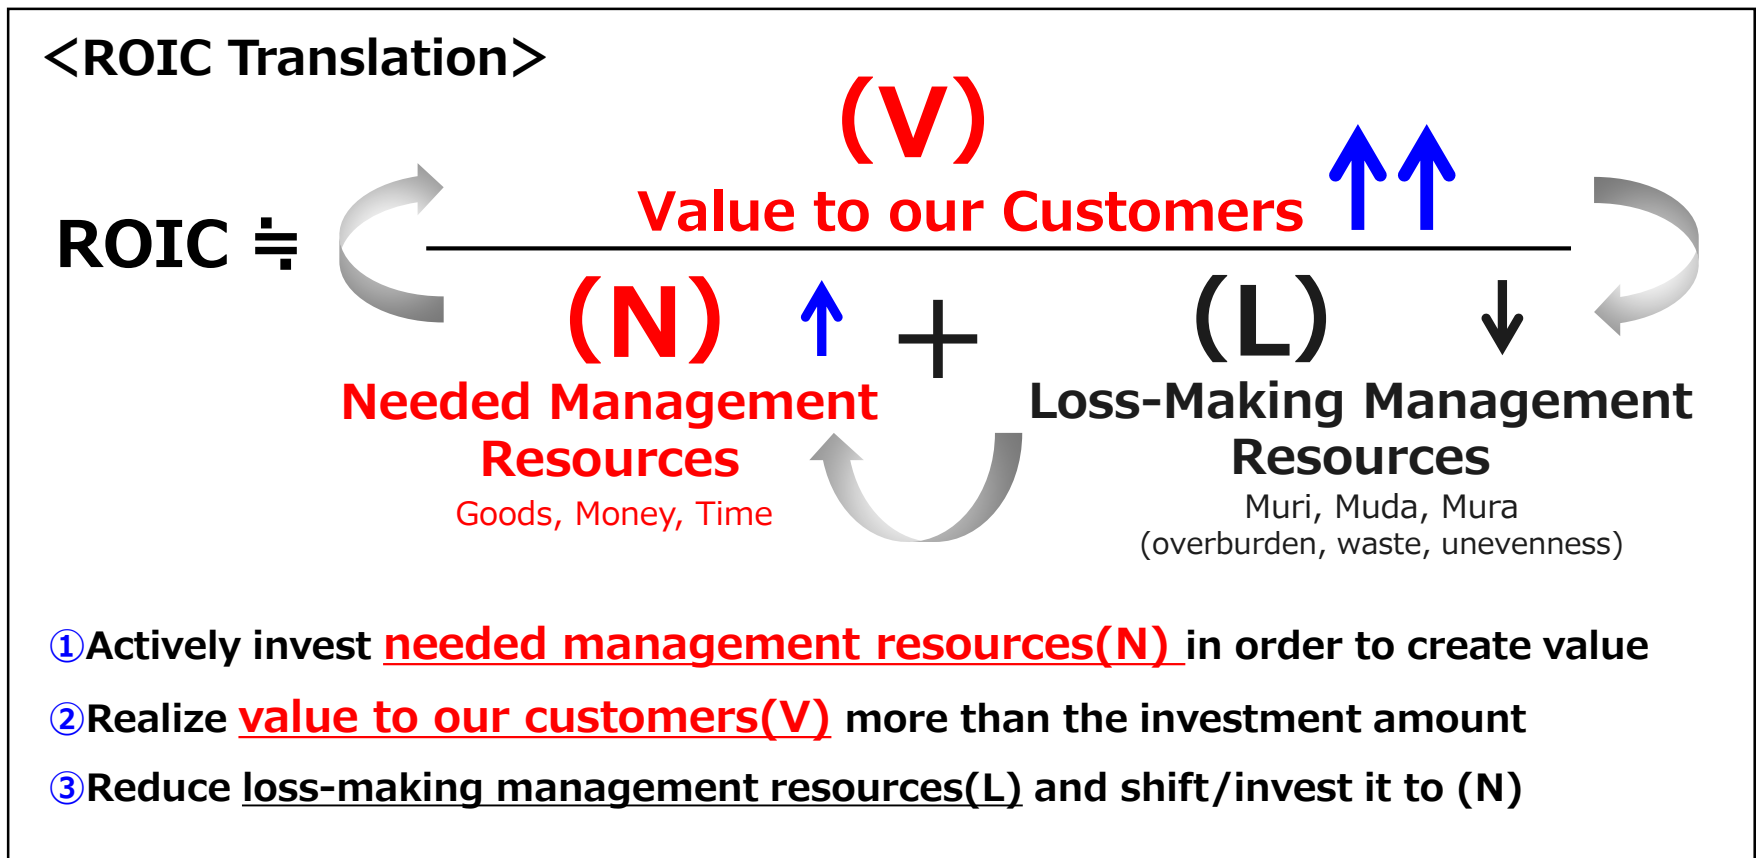 <ROIC Translation>
(V)
Value to our Customers ↑↑
ROIC ≒
(N) ↑ + (L) ↓
Needed Management
Resources
Goods, Money, Time
Loss-Making Management
Resources
Muri, Muda, Mura
(overburden, waste, unevenness)
①Actively invest needed management resources(N) in order to create value
②Realize value to our customers(V) more than the investment amount
③Reduce loss-making management resources(L) and shift/invest it to (N)